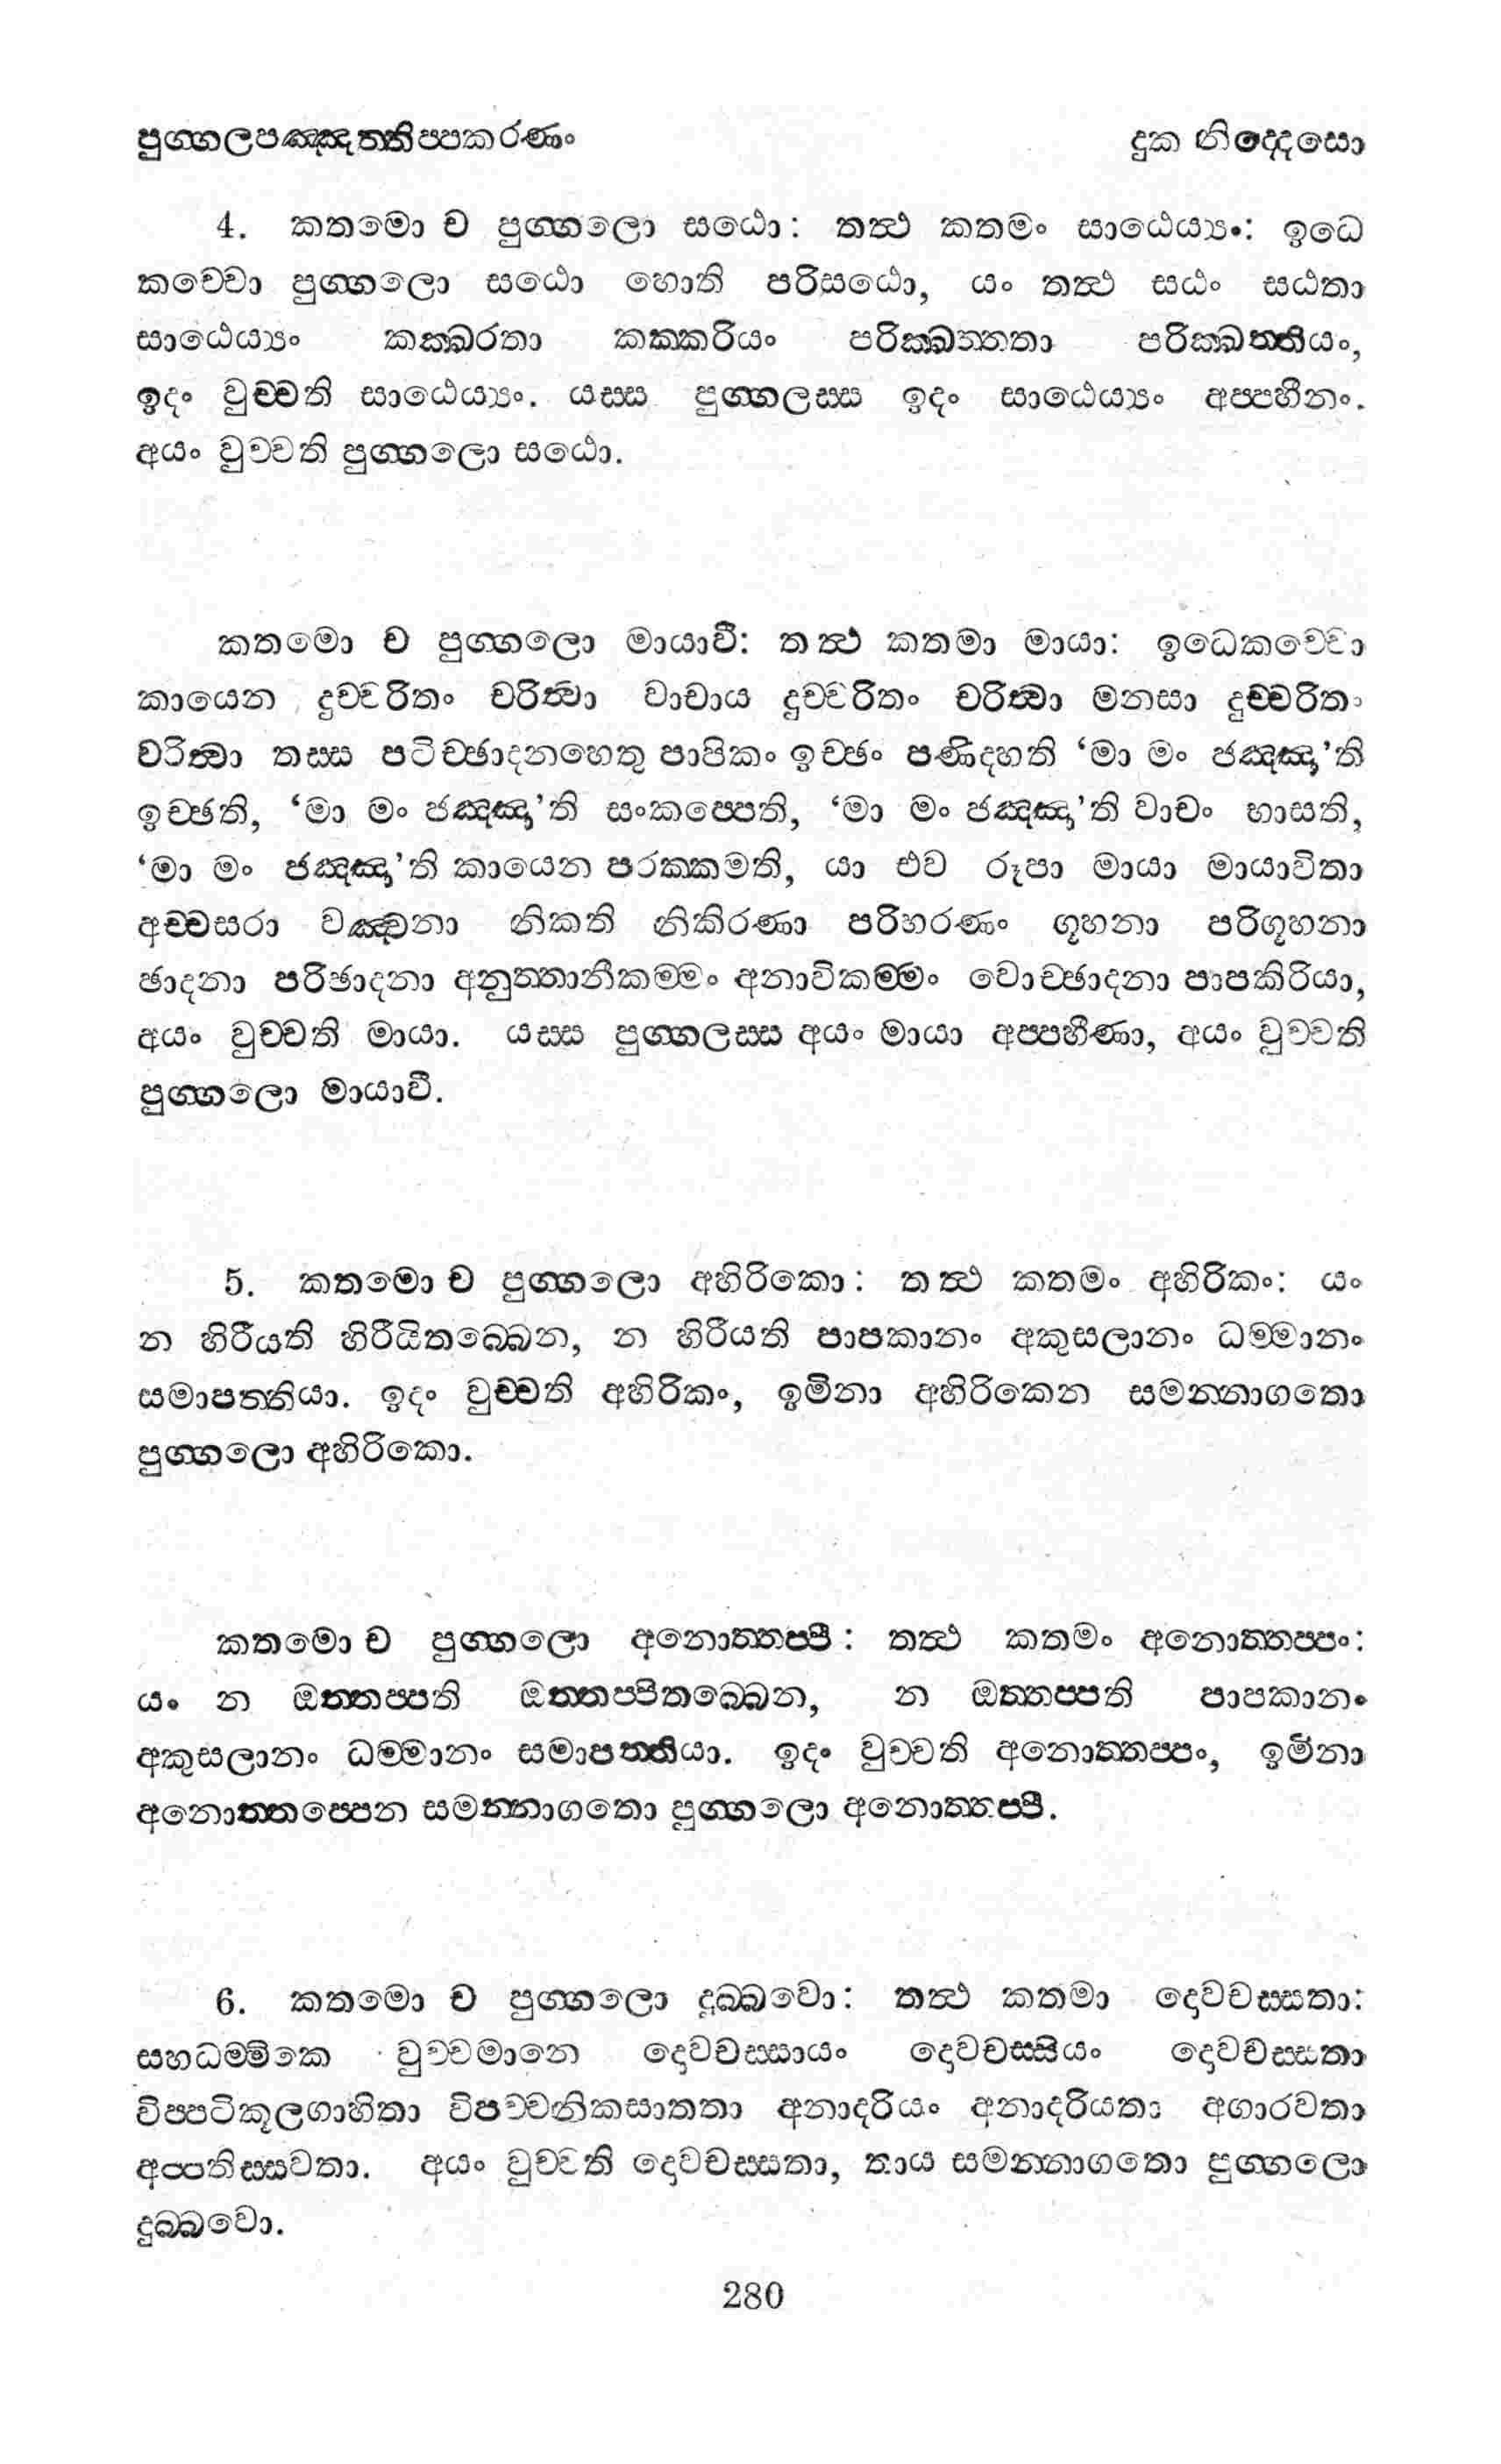 පුග්ගලපඤ්ඤත්තිප්පකරණං දුක නිද්දෙසො
4. කතමො ච පුග්ගලො සඨො: තත්ථ කතමං සාඨෙය්‍යං: ඉධෙ
කච්චො පුග්ගලො සඨො හොති පරිසඨො, යං තත්ථ සඨං සඨතා
සාඨෙය්‍යං කක්ඛරතා කක්කරියං පරික්ඛත්තතා පරික්ඛත්තියං,
ඉදං වුච්චති සාඨෙය්‍යං. යස්ස පුග්ගලස්ස ඉදං සාඨෙය්‍යං අප්පහීනං.
අයං වුච්චති පුග්ගලො සඨො.
කතමො ච පුග්ගලො මායාවී: තත්ථ කතමා මායා: ඉධෙකච්චො
කායෙන දුච්චරිතං චරිත්වා වාචාය දුච්චරිතං චරිත්වා මනසා දුච්චරිතං
චරිත්වා තස්ස පටිච්ඡාදනහෙතු පාපිකං ඉච්ඡං පණිදහති ‘මා මං ජඤ්ඤා’ති
ඉච්ඡති, ‘මා මං ජඤ්ඤා’ති සංකප්පෙති, ‘මා මං ජඤ්ඤා’ති වාචං භාසති,
‘මා මං ජඤ්ඤා’ති කායෙන පරක්කමති, යා එව රූපා මායා මායාවිතා
අච්චසරා වඤ්චනා නිකති නිකිරණා පරිහරණං ගූහනා පරිගූහනා
ඡාදනා පරිඡාදනා අනුත්තානීකම්මං අනාවිකම්මං වොච්ඡාදනා පාපකිරියා,
අයං වුච්චති මායා. යස්ස පුග්ගලස්ස අයං මායා අප්පහීණා, අයං වුච්චති
පුග්ගලො මායාවී.
5. කතමො ච පුග්ගලො අහිරිකො: තත්ථ කතමං අහිරිකං: යං
න හිරීයති හිරීයිතබ්බෙන, න හිරීයති පාපකානං අකුසලානං ධම්මානං
සමාපත්තියා. ඉදං වුච්චති අහිරිකං, ඉමිනා අහිරිකෙන සමන්නාගතො
පුග්ගලො අහිරිකො.
කතමො ච පුග්ගලො අනොත්තප්පී: තත්ථ කතමං අනොත්තප්පං:
යං න ඔත්තප්පති ඔත්තප්පිතබ්බෙන, න ඔත්තප්පති පාපකානං
අකුසලානං ධම්මානං සමාපත්තියා. ඉදං වුච්චති අනොත්තප්පං, ඉමිනා
අනොත්තප්පෙන සමන්නාගතො පුග්ගලො අනොත්තප්පී.
6. කතමො ච පුග්ගලො දුබ්බචො: තත්ථ කතමා දොවචස්සතා:
සහධම්මිකෙ වුච්චමානෙ දොවචස්සායං දොවචස්සියං දොවචස්සතා
විප්පටිකූලගාහිතා විපච්චනිකසාතතා අනාදරියං අනාදරියතා අගාරවතා
අප්පතිස්සවතා. අයං වුච්චති දොවචස්සතා, තාය සමන්නාගතො පුග්ගලො
දුබ්බචො.
280